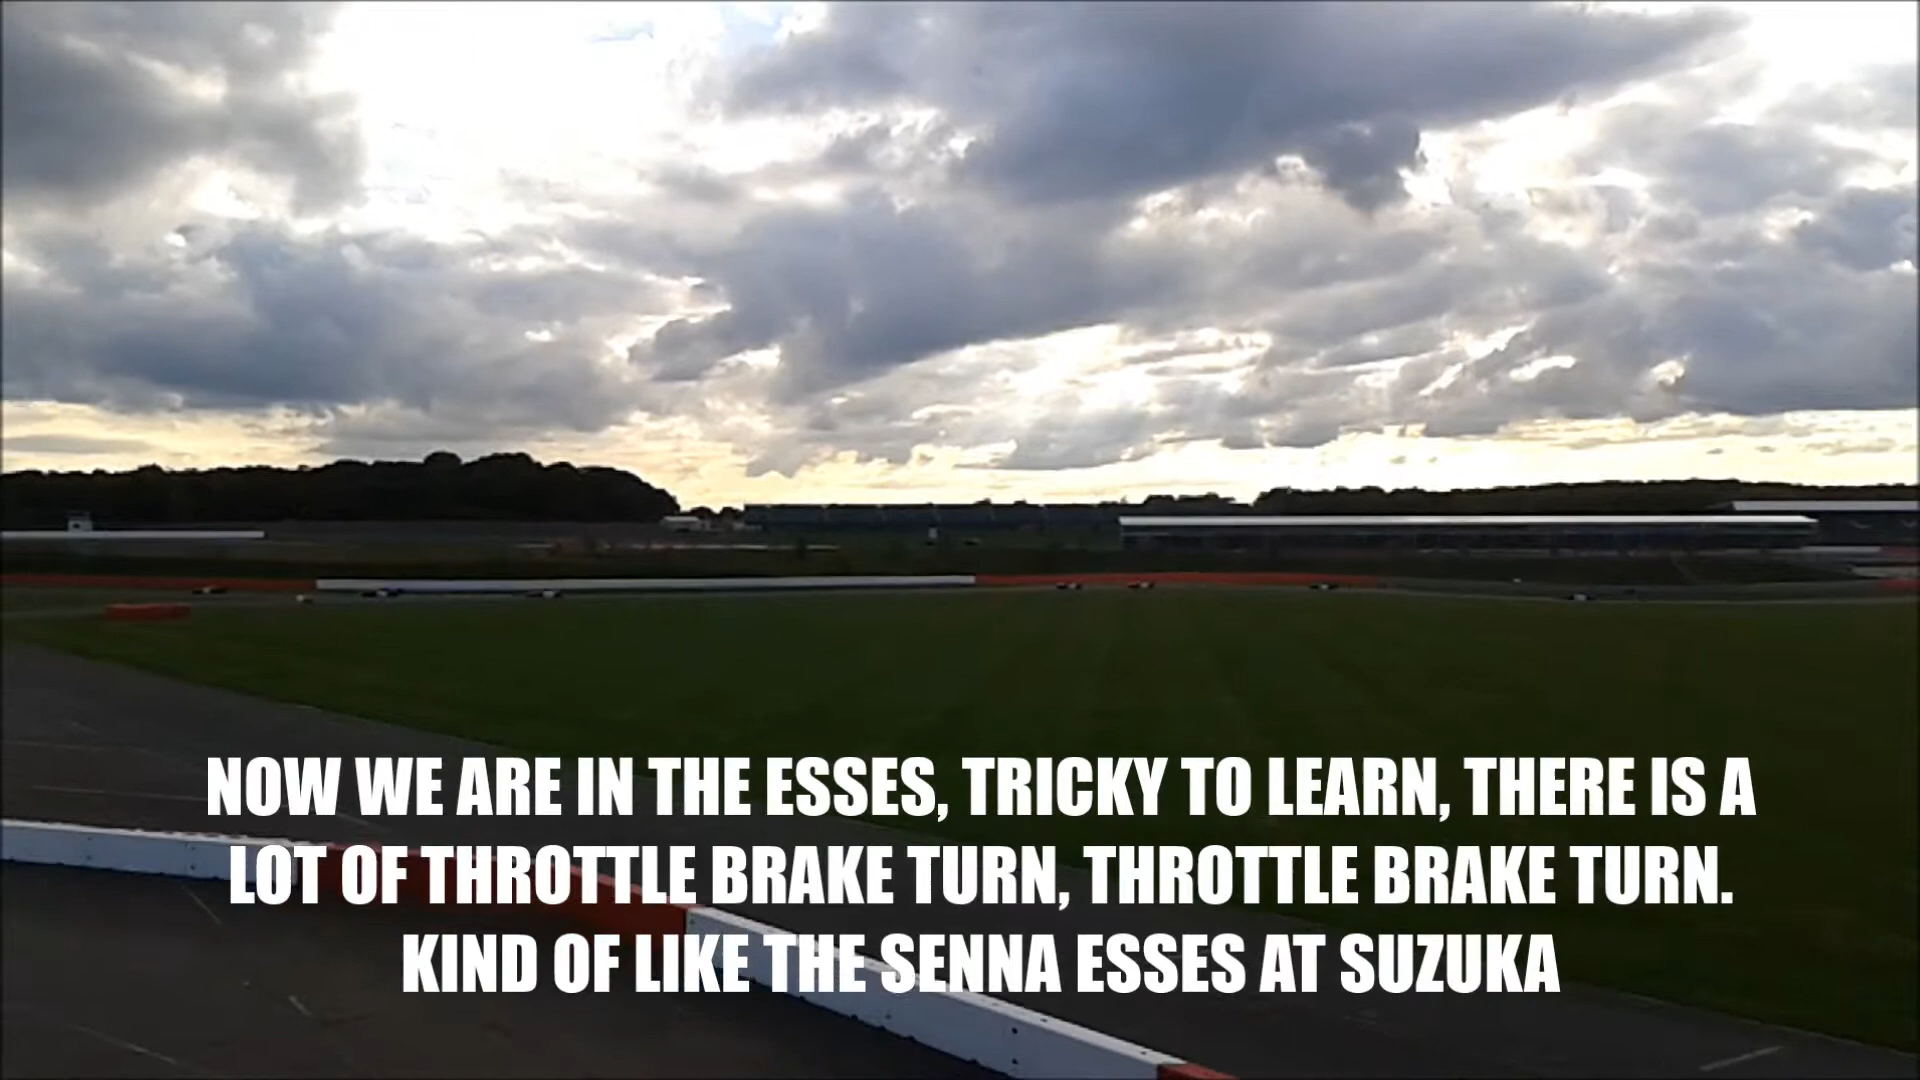 NOW WE ARE IN THE ESSES, TRICKY TO LEARN, THERE IS A
LOT OF THROTTLE BRAKE TURN, THROTTLE BRAKE TURN.
KIND OF LIKE THE SENNA ESSES AT SUZUKA